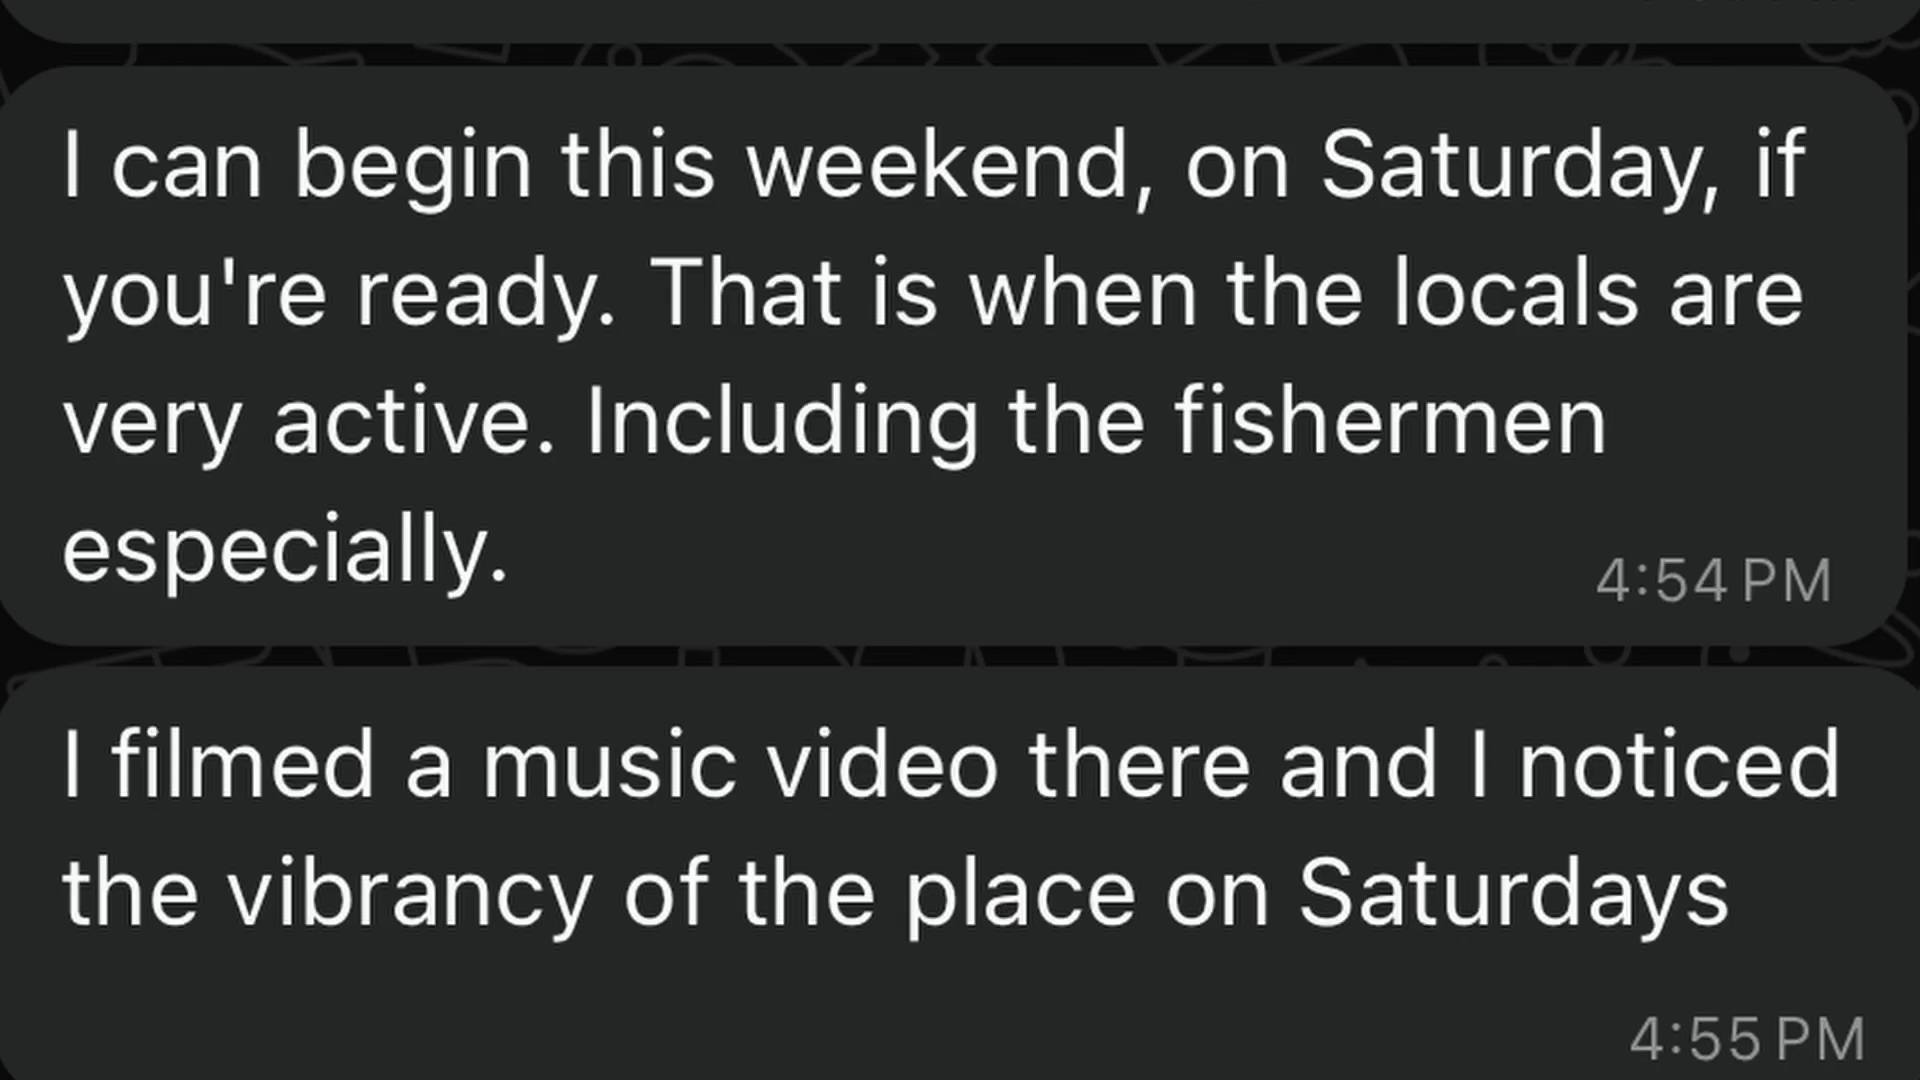 I can begin this weekend, on Saturday, if
you're ready. That is when the locals are
very active. Including the fishermen
especially.
4:54 PM
I filmed a music video there and I noticed
the vibrancy of the place on Saturdays
4:55 PM